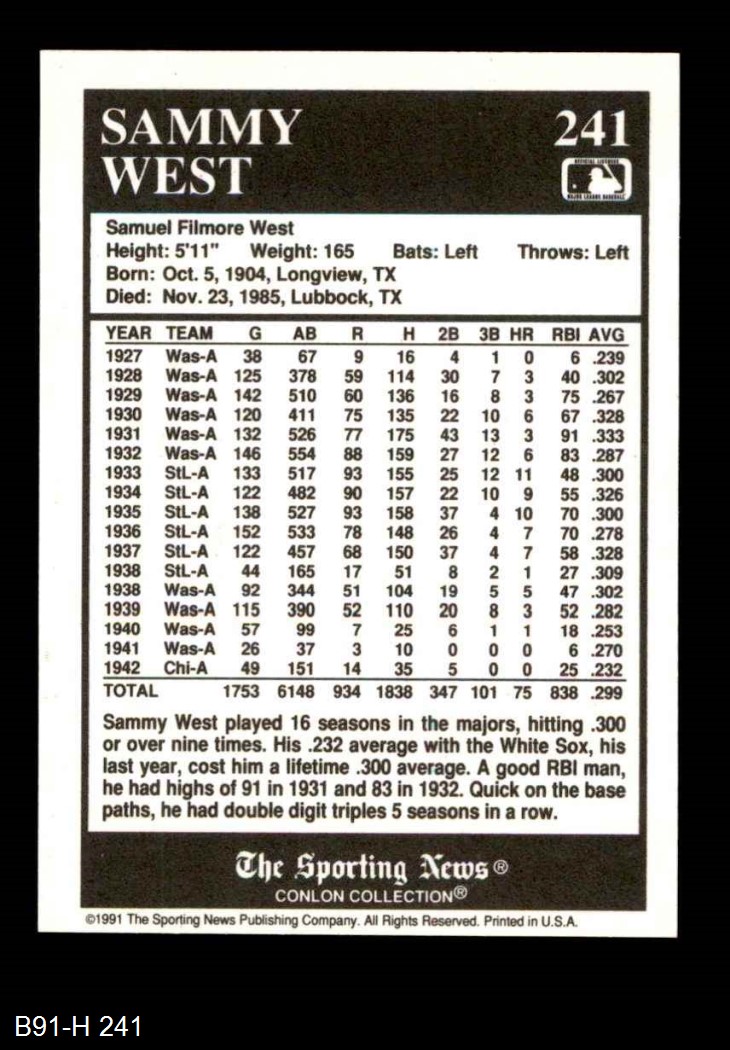 SAMMY 241
WEST
OFFICIAL LICENSEE
MAJOR LEAGUE BASEBALL
Samuel Filmore West
Height: 5'11" Weight: 165 Bats: Left Throws: Left
Born: Oct. 5, 1904, Longview, TX
Died: Nov. 23, 1985, Lubbock, TX
YEAR TEAM G AB R H 2B 3B HR RBI AVG
1927 Was-A 38 67 9 16 4 1 0 6 .239
1928 Was-A 125 378 59 114 30 7 3 40 .302
1929 Was-A 142 510 60 136 16 8 3 75 .267
1930 Was-A 120 411 75 135 22 10 6 67 .328
1931 Was-A 132 526 77 175 43 13 3 91 .333
1932 Was-A 146 554 88 159 27 12 6 83 .287
1933 StL-A 133 517 93 155 25 12 11 48 .300
1934 StL-A 122 482 90 157 22 10 9 55 .326
1935 StL-A 138 527 93 158 37 4 10 70 .300
1936 StL-A 152 533 78 148 26 4 7 70 .278
1937 StL-A 122 457 68 150 37 4 7 58 .328
1938 StL-A 44 165 17 51 8 2 1 27 .309
1938 Was-A 92 344 51 104 19 5 5 47 .302
1939 Was-A 115 390 52 110 20 8 3 52 .282
1940 Was-A 57 99 7 25 6 1 1 18 .253
1941 Was-A 26 37 3 10 0 0 0 6 .270
1942 Chi-A 49 151 14 35 5 0 0 25 .232
TOTAL 1753 6148 934 1838 347 101 75 838 .299
Sammy West played 16 seasons in the majors, hitting .300
or over nine times. His .232 average with the White Sox, his
last year, cost him a lifetime .300 average. A good RBI man,
he had highs of 91 in 1931 and 83 in 1932. Quick on the base
paths, he had double digit triples 5 seasons in a row.
The Sporting News®
CONLON COLLECTION®
©1991 The Sporting News Publishing Company. All Rights Reserved. Printed in U.S.A.
B91-H 241